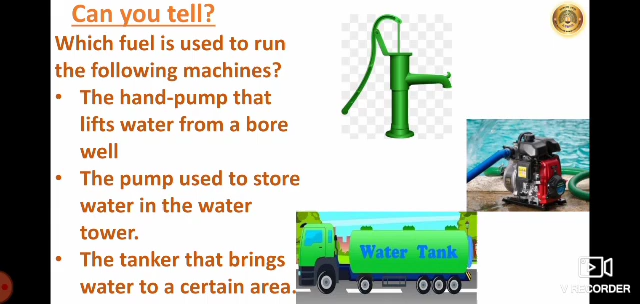 Can you tell?
Which fuel is used to run
the following machines?
• The hand-pump that
lifts water from a bore
well
• The pump used to store
water in the water
tower.
• The tanker that brings
water to a certain area.
Water Tank
V RECORDER